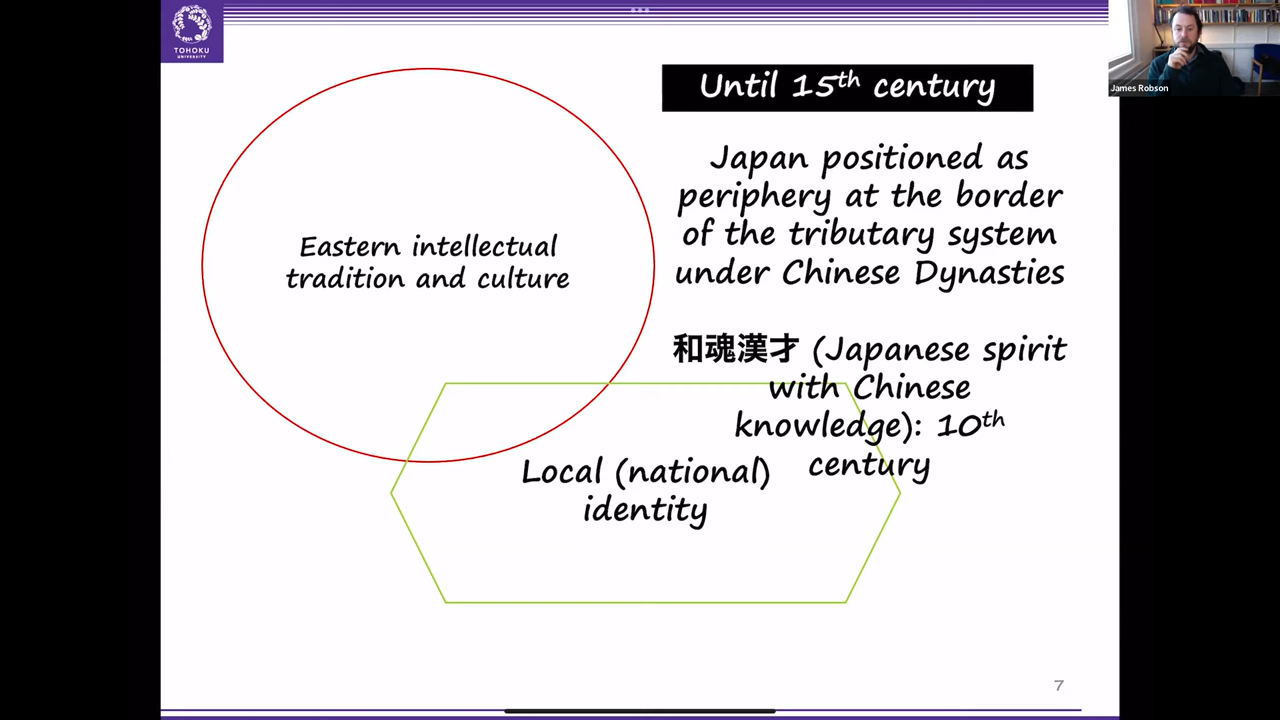 TOHOKU
UNIVERSITY
Until 15th century
Japan positioned as
periphery at the border
of the tributary system
under Chinese Dynasties
和魂漢才 (Japanese spirit
with Chinese
knowledge): 10th
century
Eastern intellectual
tradition and culture
Local (national)
identity
7
James Robson